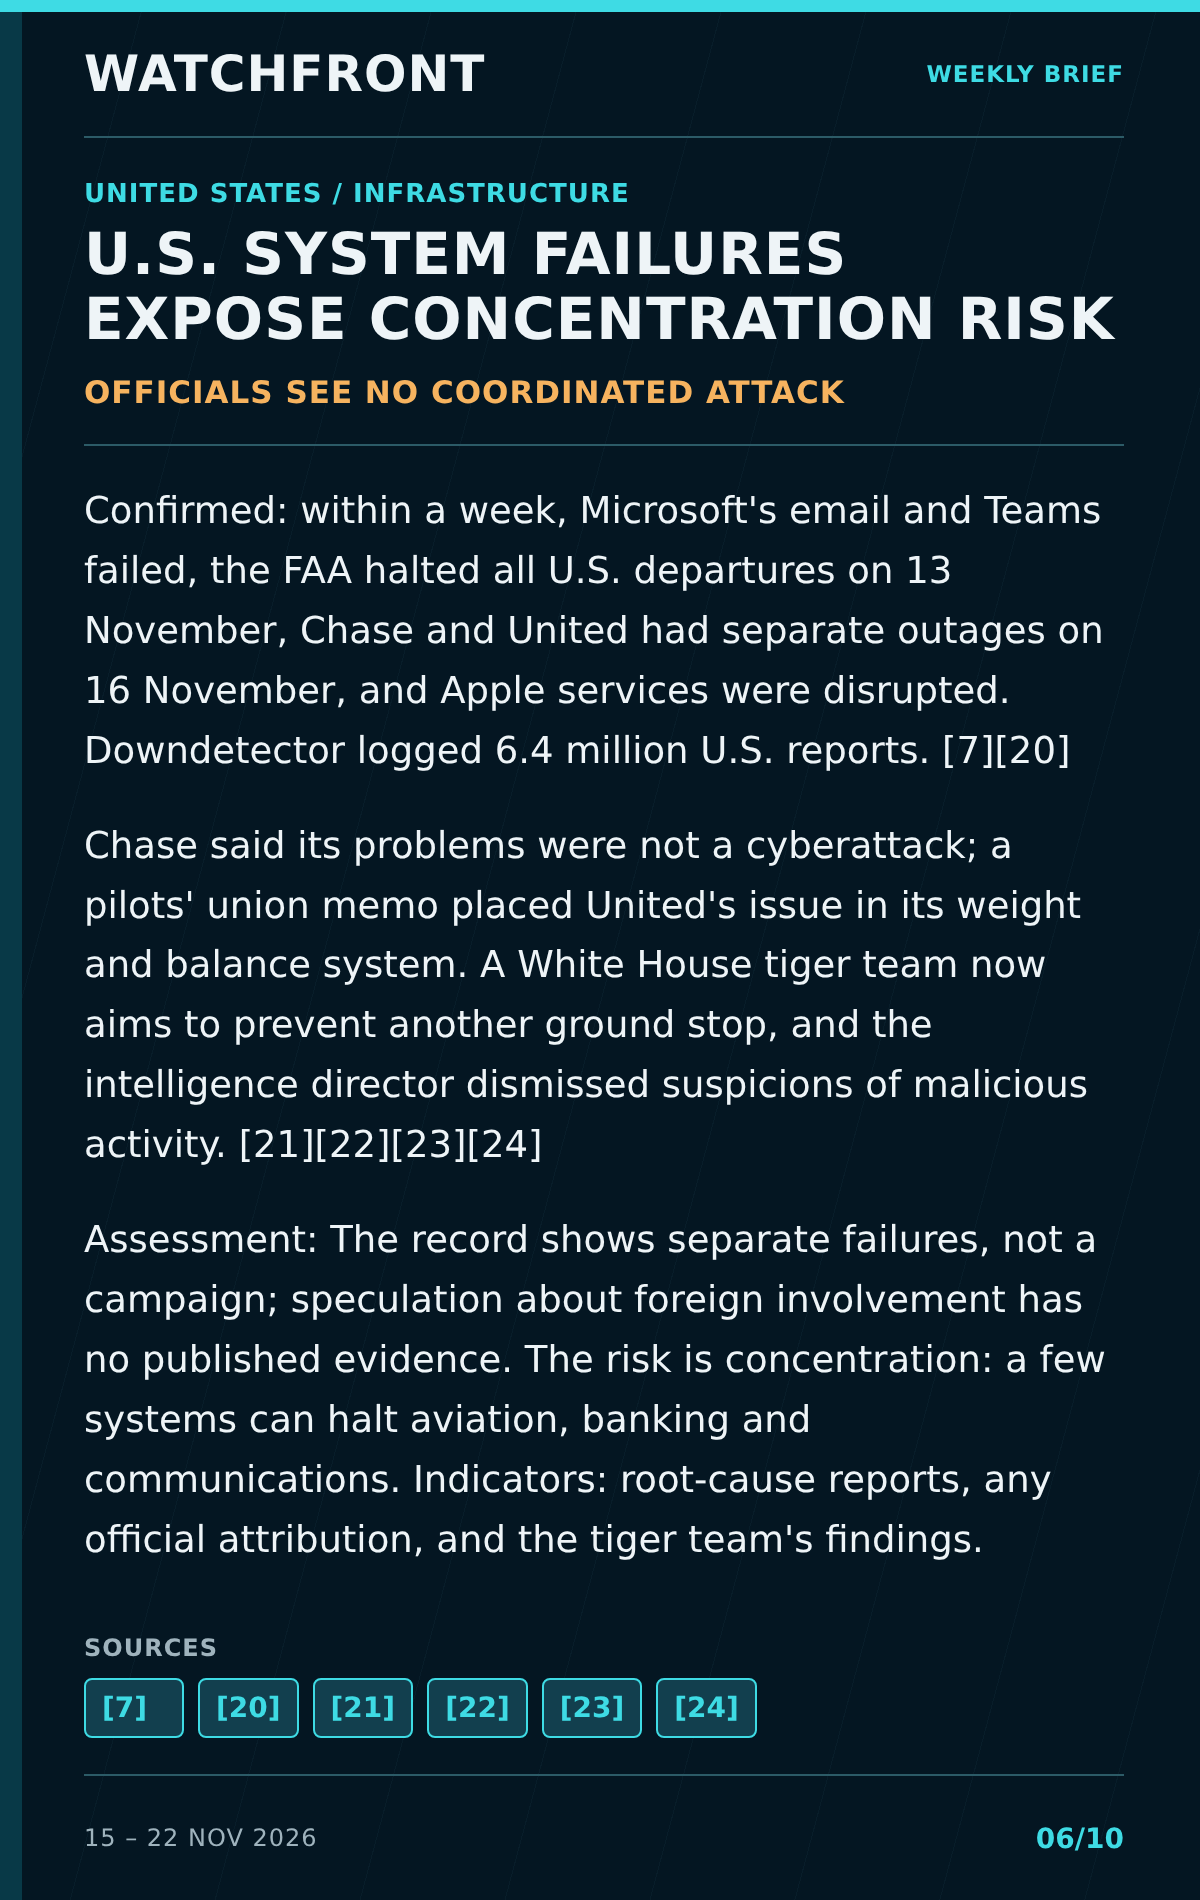 WATCHFRONT
WEEKLY BRIEF
UNITED STATES / INFRASTRUCTURE
U.S. SYSTEM FAILURES
EXPOSE CONCENTRATION RISK
OFFICIALS SEE NO COORDINATED ATTACK
Confirmed: within a week, Microsoft's email and Teams
failed, the FAA halted all U.S. departures on 13
November, Chase and United had separate outages on
16 November, and Apple services were disrupted.
Downdetector logged 6.4 million U.S. reports. [7][20]
Chase said its problems were not a cyberattack; a
pilots' union memo placed United's issue in its weight
and balance system. A White House tiger team now
aims to prevent another ground stop, and the
intelligence director dismissed suspicions of malicious
activity. [21][22][23][24]
Assessment: The record shows separate failures, not a
campaign; speculation about foreign involvement has
no published evidence. The risk is concentration: a few
systems can halt aviation, banking and
communications. Indicators: root-cause reports, any
official attribution, and the tiger team's findings.
SOURCES
[7] [20] [21] [22] [23] [24]
15 – 22 NOV 2026
06/10